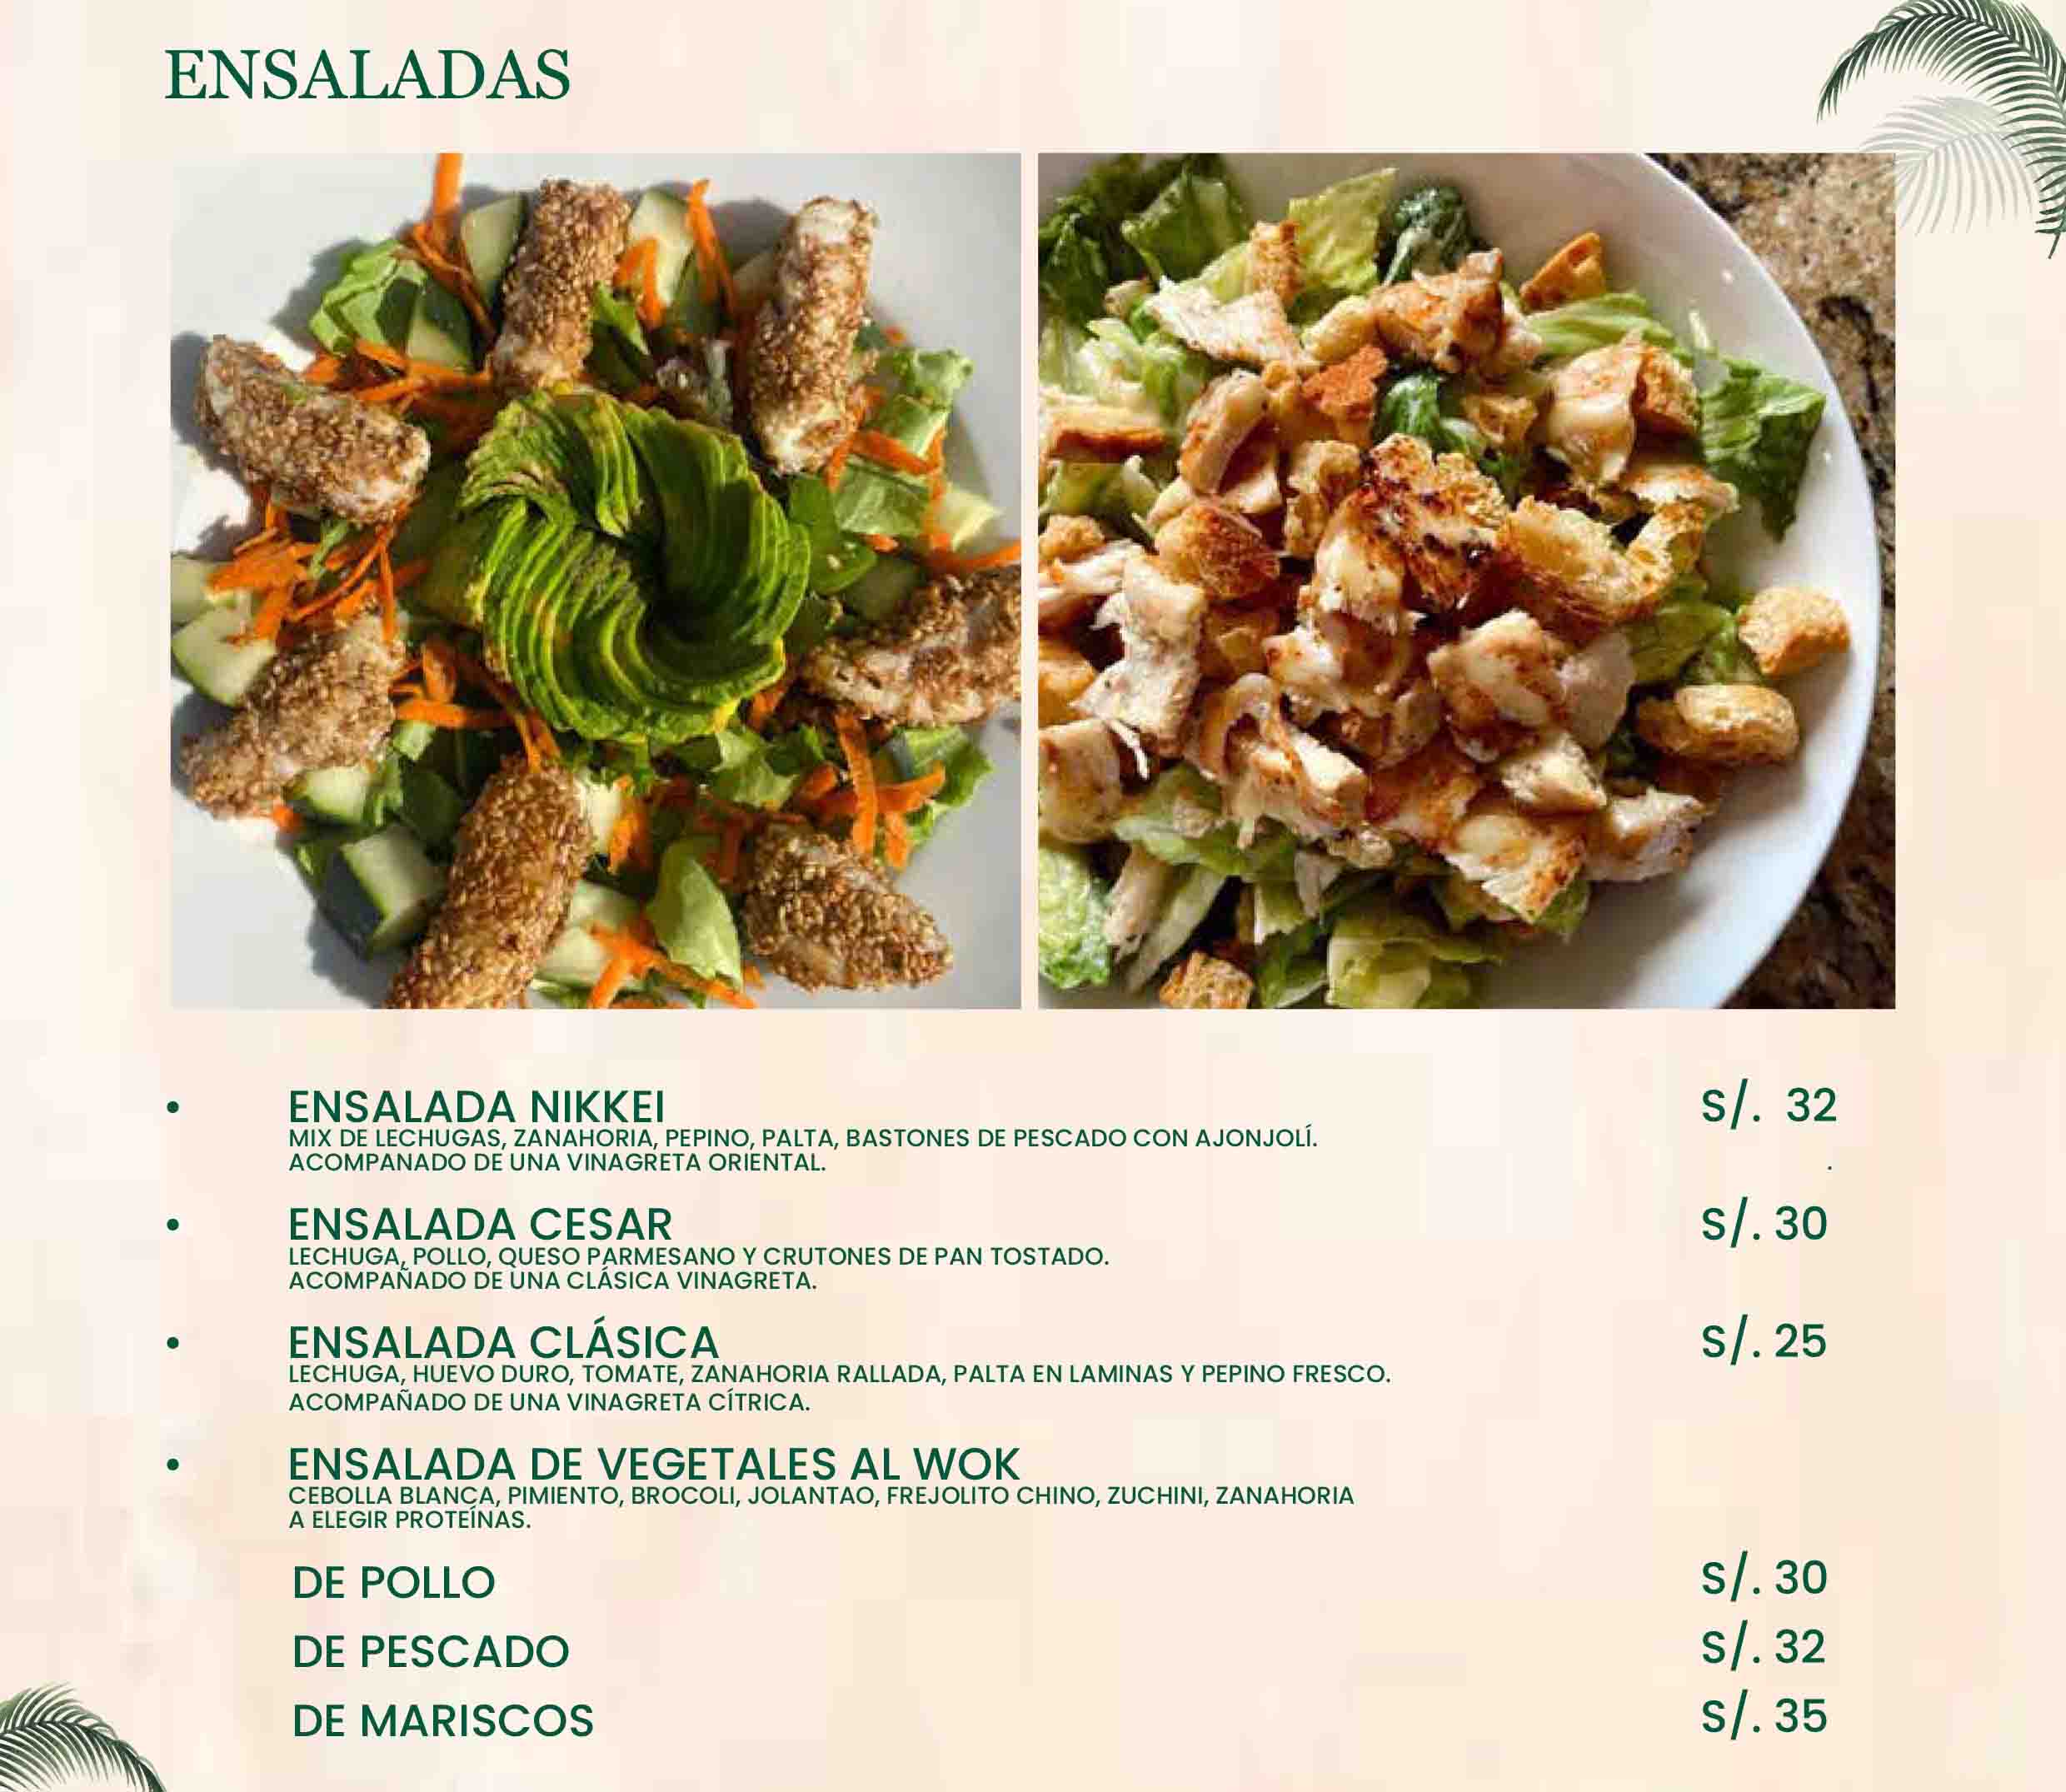 ENSALADAS
• ENSALADA NIKKEI S/. 32
MIX DE LECHUGAS, ZANAHORIA, PEPINO, PALTA, BASTONES DE PESCADO CON AJONJOLÍ.
ACOMPANADO DE UNA VINAGRETA ORIENTAL. .
• ENSALADA CESAR S/. 30
LECHUGA, POLLO, QUESO PARMESANO Y CRUTONES DE PAN TOSTADO.
ACOMPAÑADO DE UNA CLÁSICA VINAGRETA.
• ENSALADA CLÁSICA S/. 25
LECHUGA, HUEVO DURO, TOMATE, ZANAHORIA RALLADA, PALTA EN LAMINAS Y PEPINO FRESCO.
ACOMPAÑADO DE UNA VINAGRETA CÍTRICA.
• ENSALADA DE VEGETALES AL WOK
CEBOLLA BLANCA, PIMIENTO, BROCOLI, JOLANTAO, FREJOLITO CHINO, ZUCHINI, ZANAHORIA
A ELEGIR PROTEÍNAS.
DE POLLO S/. 30
DE PESCADO S/. 32
DE MARISCOS S/. 35